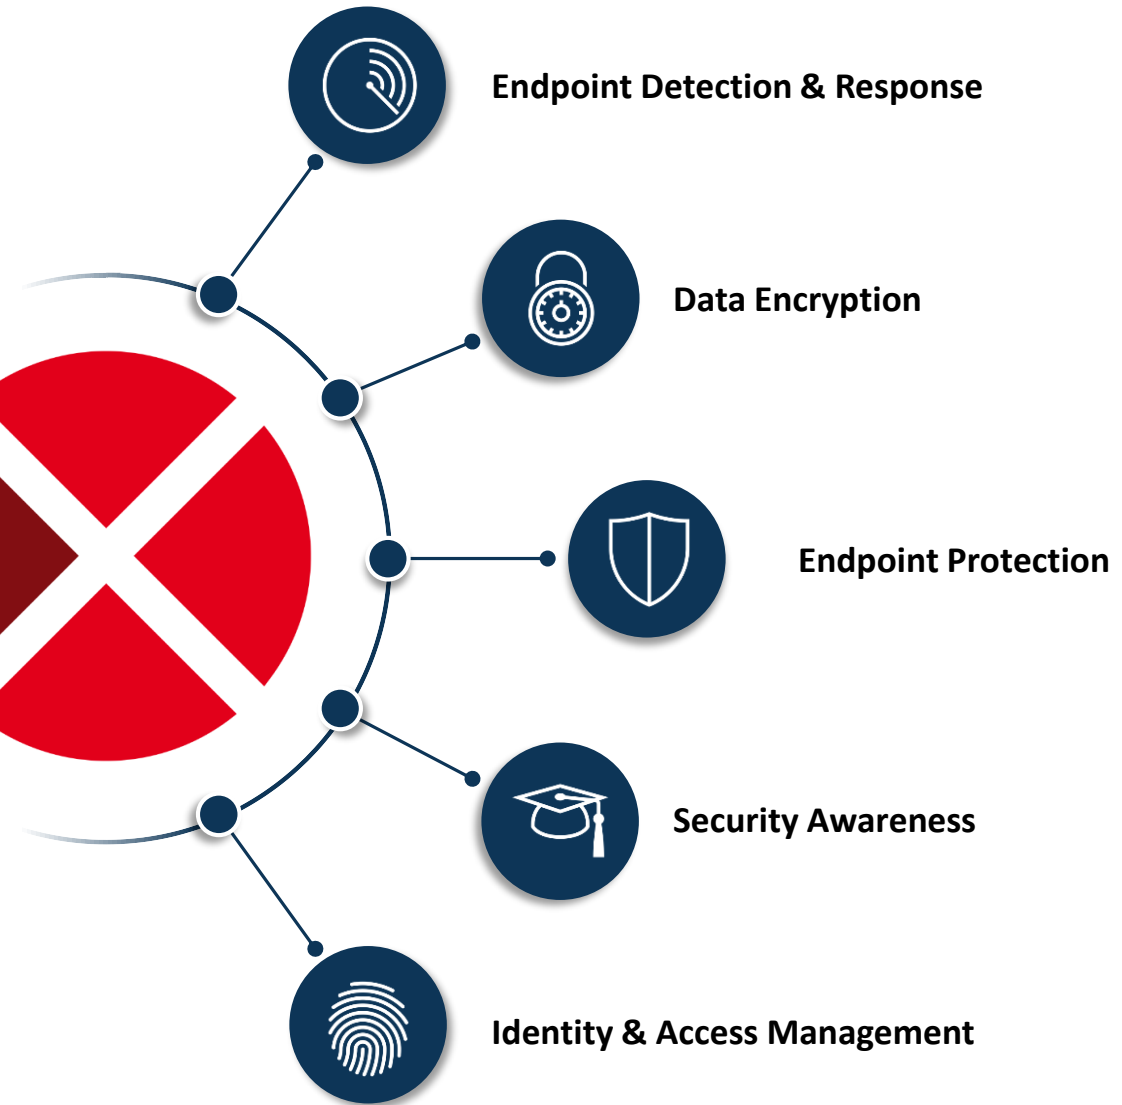 Endpoint Detection & Response
Data Encryption
Endpoint Protection
Security Awareness
Identity & Access Management